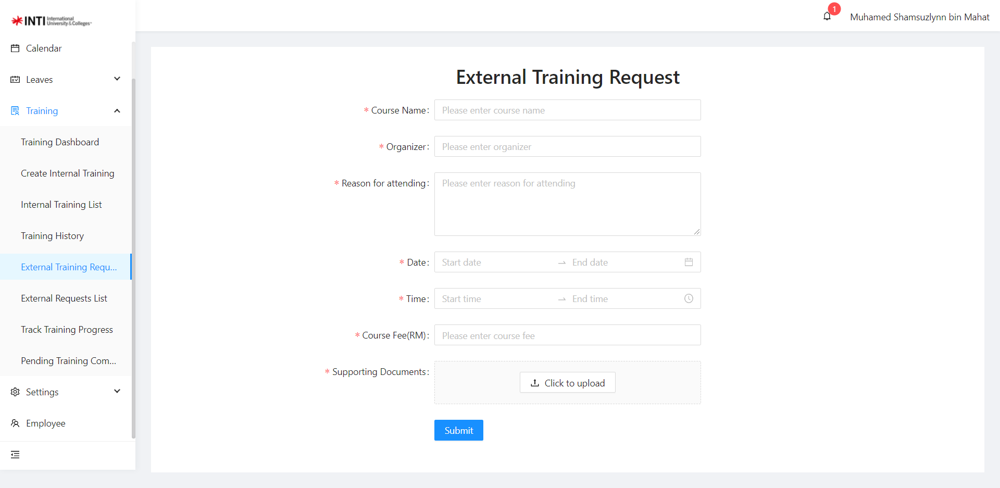 INTI International
University & Colleges
1
Muhamed Shamsuzlynn bin Mahat
Calendar
Leaves
Training
Training Dashboard
Create Internal Training
Internal Training List
Training History
External Training Requ...
External Requests List
Track Training Progress
Pending Training Com...
Settings
Employee
External Training Request
* Course Name: Please enter course name
* Organizer: Please enter organizer
* Reason for attending: Please enter reason for attending
* Date: Start date → End date
* Time: Start time → End time
* Course Fee(RM): Please enter course fee
* Supporting Documents: Click to upload
Submit